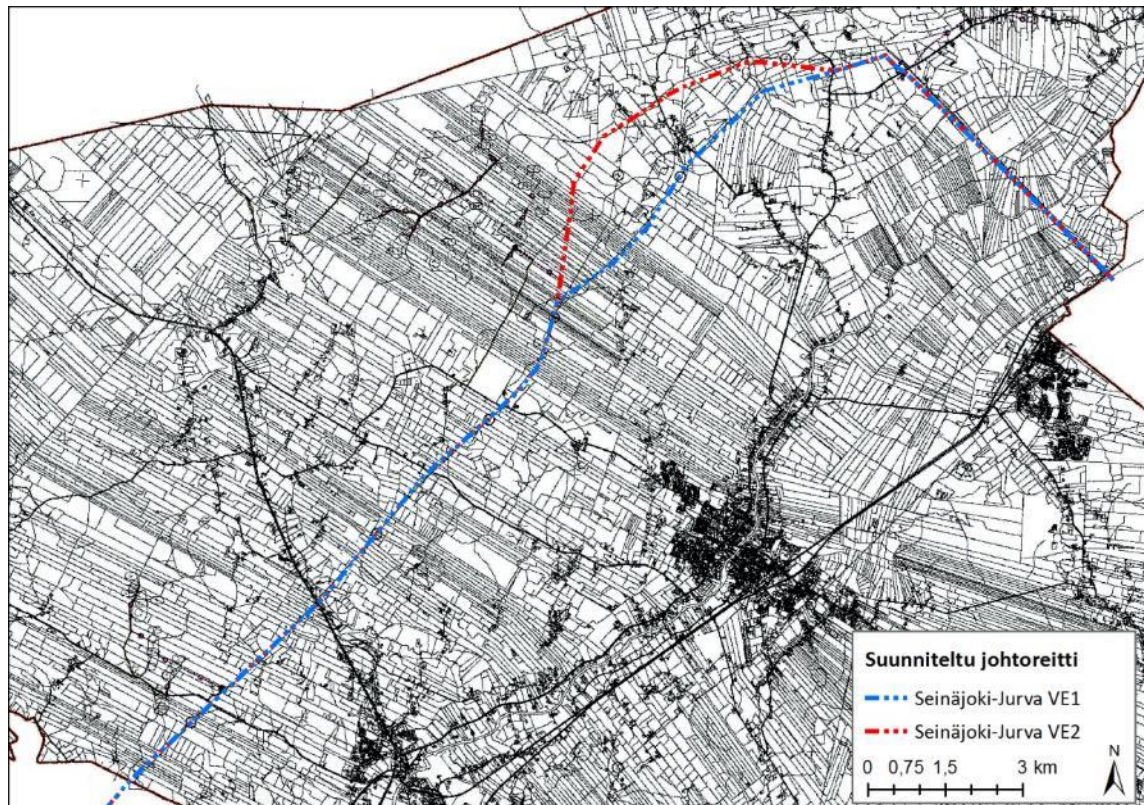 Suunniteltu johtoreitti
Seinäjoki-Jurva VE1
Seinäjoki-Jurva VE2
N
0 0,75 1,5 3 km